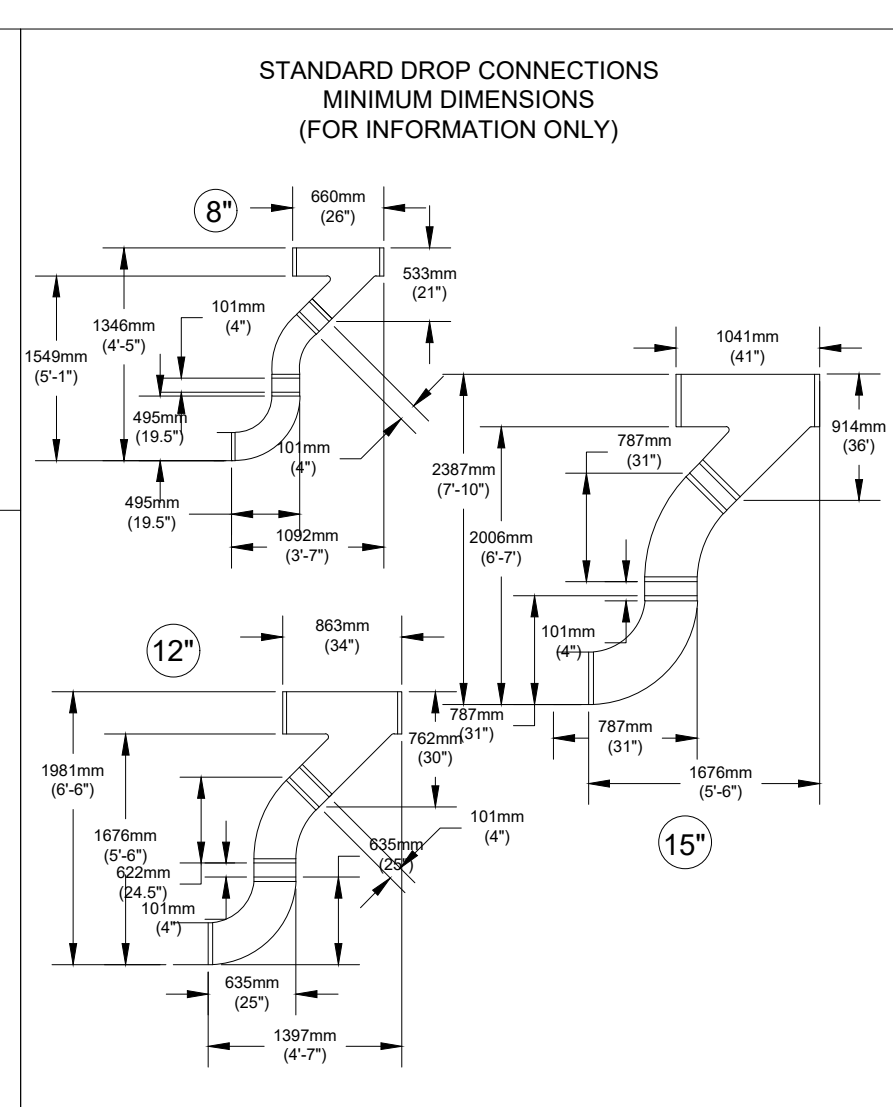 STANDARD DROP CONNECTIONS
MINIMUM DIMENSIONS
(FOR INFORMATION ONLY)
8"
660mm
(26")
533mm
(21")
101mm
(4")
1346mm
(4'-5")
1549mm
(5'-1")
495mm
(19.5")
101mm
(4")
495mm
(19.5")
1092mm
(3'-7")
1041mm
(41")
914mm
(36')
787mm
(31")
2387mm
(7'-10")
2006mm
(6'-7')
101mm
(4")
787mm
(31")
787mm
(31")
1676mm
(5'-6")
15"
12"
863mm
(34")
762mm
(30")
1981mm
(6'-6")
101mm
(4")
1676mm
(5'-6")
635mm
(25")
622mm
(24.5")
101mm
(4")
635mm
(25")
1397mm
(4'-7")